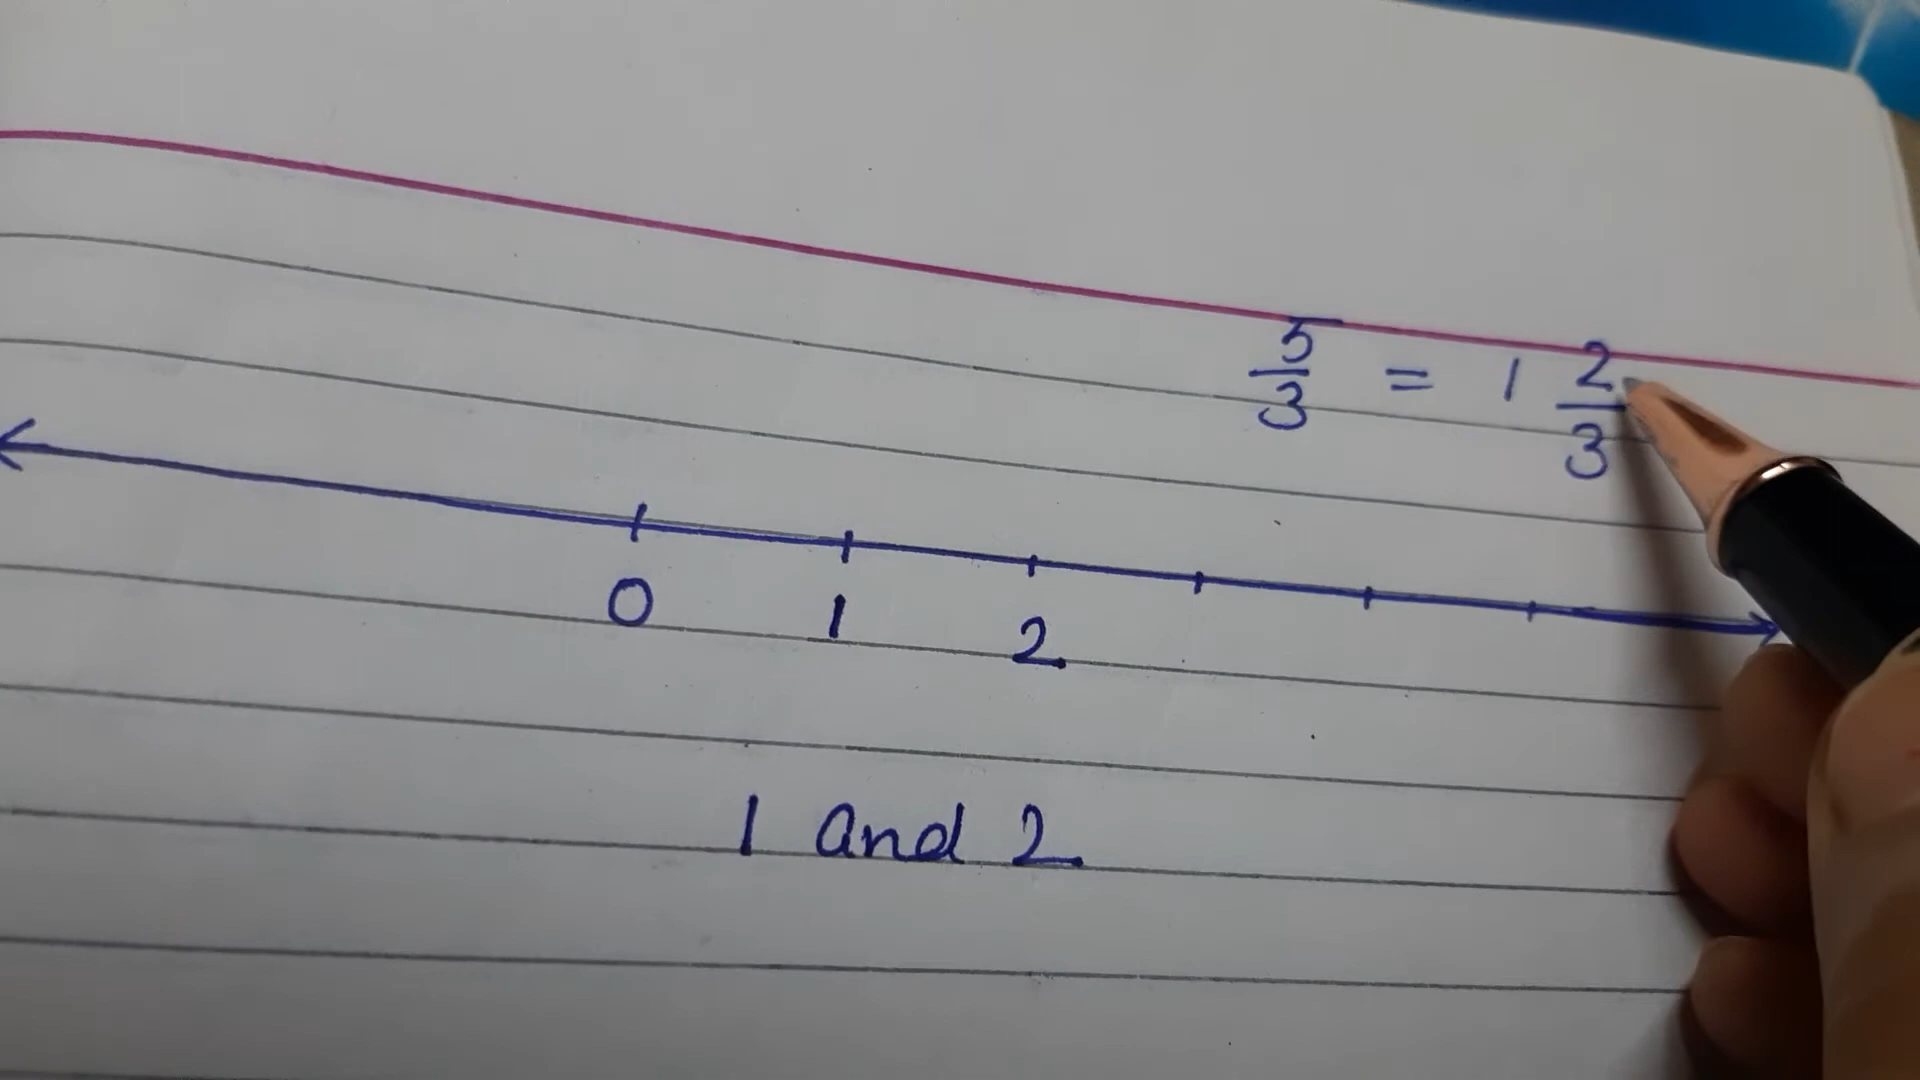 5/3 = 1 2/3
0 1 2
1 and 2